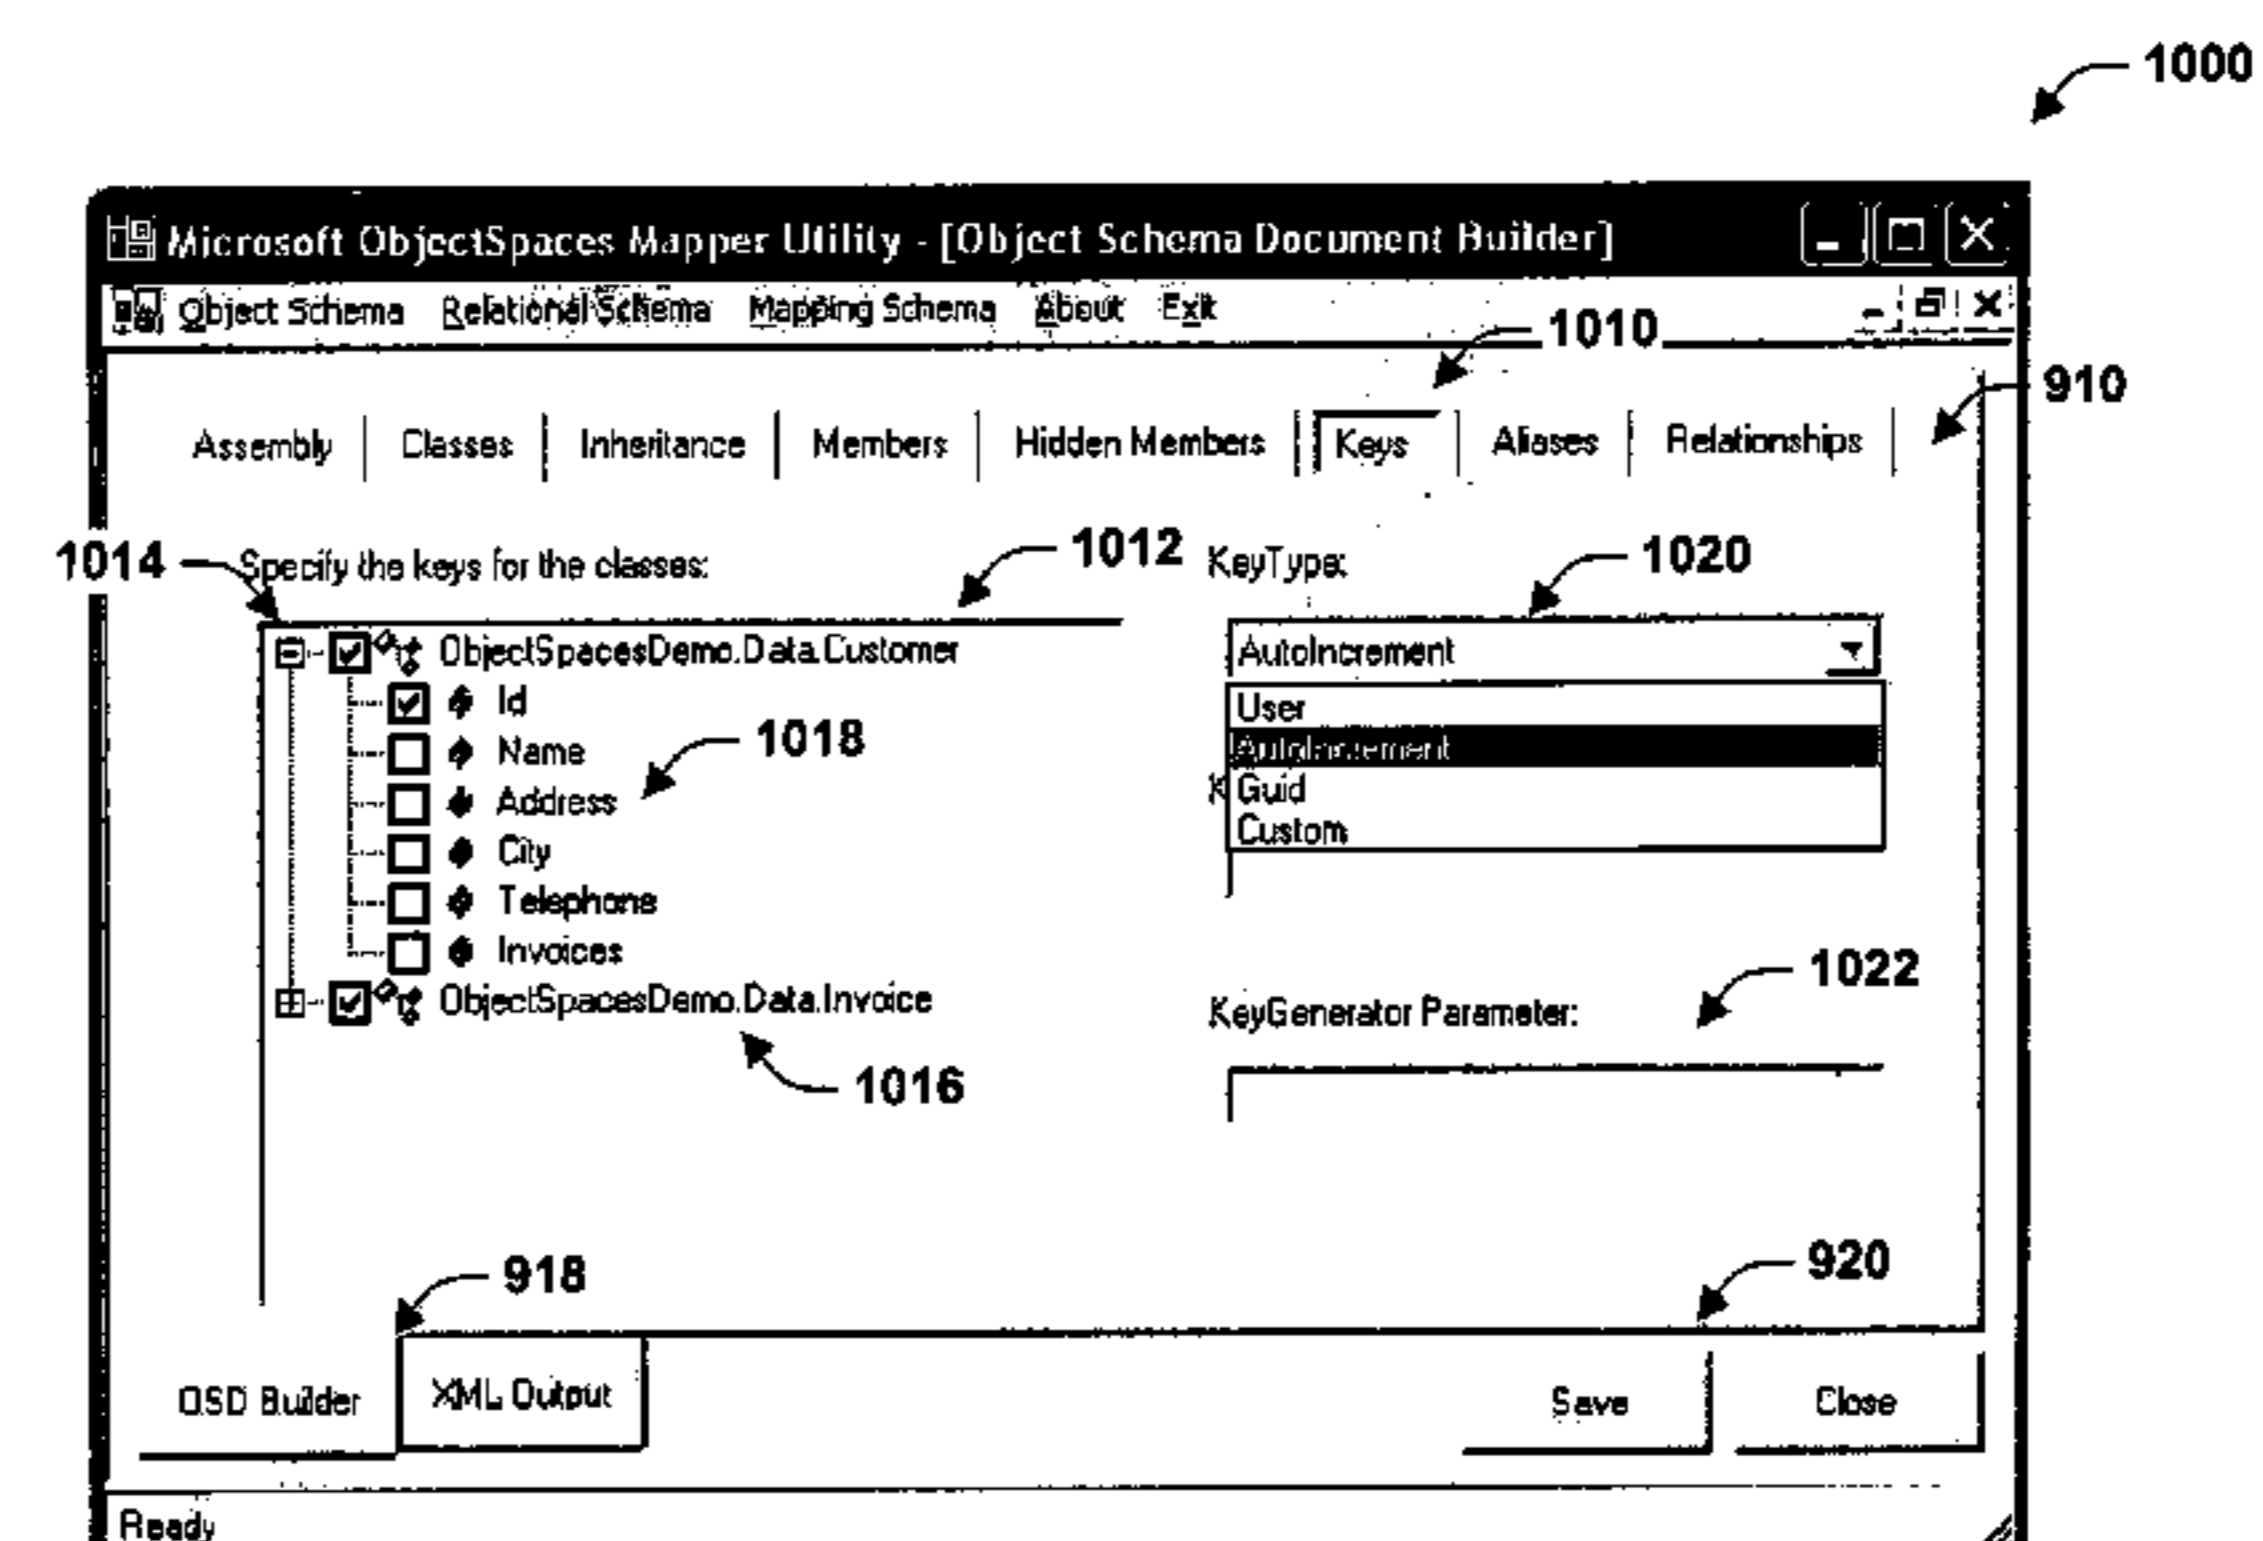 1000
Microsoft ObjectSpaces Mapper Utility - [Object Schema Document Builder]
Object Schema Relational Schema Mapping Schema About Exit
1010
910
Assembly Classes Inheritance Members Hidden Members Keys Aliases Relationships
1014 Specify the keys for the classes: 1012 KeyType: 1020
ObjectSpacesDemo.Data.Customer AutoIncrement
Id User
Name 1018 AutoIncrement
Address K Guid
City Custom
Telephone
Invoices 1022
ObjectSpacesDemo.Data.Invoice KeyGenerator Parameter:
1016
918 920
OSD Builder XML Output Save Close
Ready